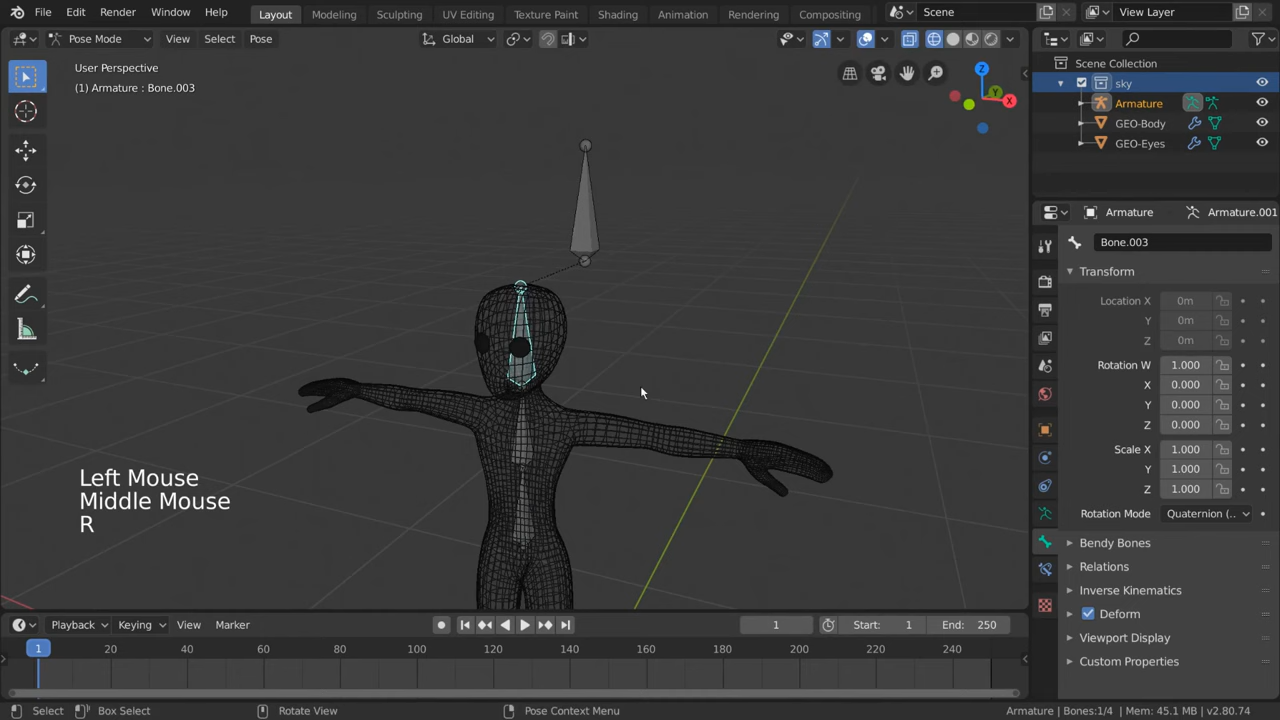 File Edit Render Window Help Layout Modeling Sculpting UV Editing Texture Paint Shading Animation Rendering Compositing Scene View Layer
Pose Mode View Select Pose Global
User Perspective
(1) Armature : Bone.003
Z
Y
X
Scene Collection
sky
Armature
GEO-Body
GEO-Eyes
Armature Armature.001
Bone.003
Transform
Location X 0m
Y 0m
Z 0m
Rotation W 1.000
X 0.000
Y 0.000
Z 0.000
Scale X 1.000
Y 1.000
Z 1.000
Rotation Mode Quaternion (..
Bendy Bones
Relations
Inverse Kinematics
Deform
Viewport Display
Custom Properties
Left Mouse
Middle Mouse
R
Playback Keying View Marker 1 Start: 1 End: 250
1 20 40 60 80 100 120 140 160 180 200 220 240
Select Box Select Rotate View Pose Context Menu Armature | Bones:1/4 | Mem: 45.1 MB | v2.80.74